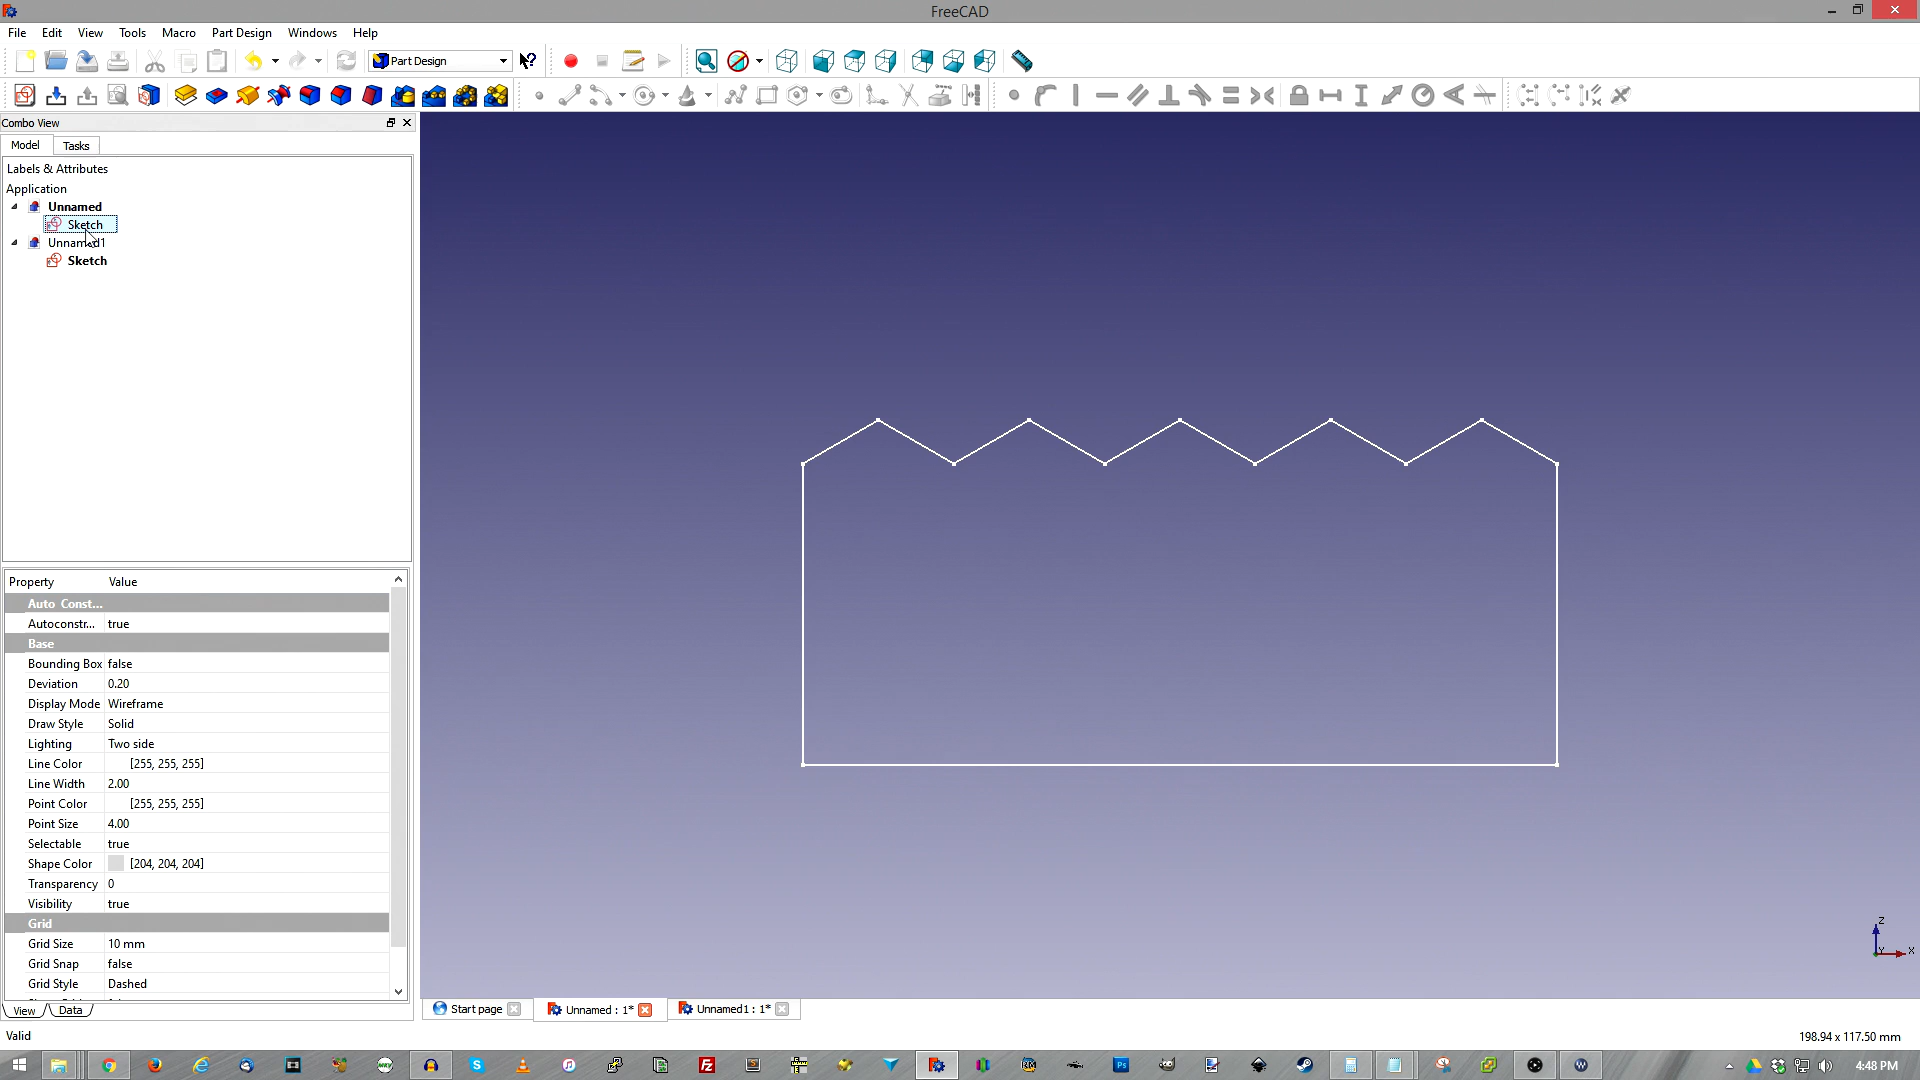 FreeCAD
File Edit View Tools Macro Part Design Windows Help
Part Design
Combo View
Model Tasks
Labels & Attributes
Application
Unnamed
Sketch
Unnamed1
Sketch
Property Value
Auto Const...
Autoconstr... true
Base
Bounding Box false
Deviation 0.20
Display Mode Wireframe
Draw Style Solid
Lighting Two side
Line Color [255, 255, 255]
Line Width 2.00
Point Color [255, 255, 255]
Point Size 4.00
Selectable true
Shape Color [204, 204, 204]
Transparency 0
Visibility true
Grid
Grid Size 10 mm
Grid Snap false
Grid Style Dashed
View Data
Z
Y X
Start page Unnamed : 1* Unnamed1 : 1*
Valid 198.94 x 117.50 mm
4:48 PM